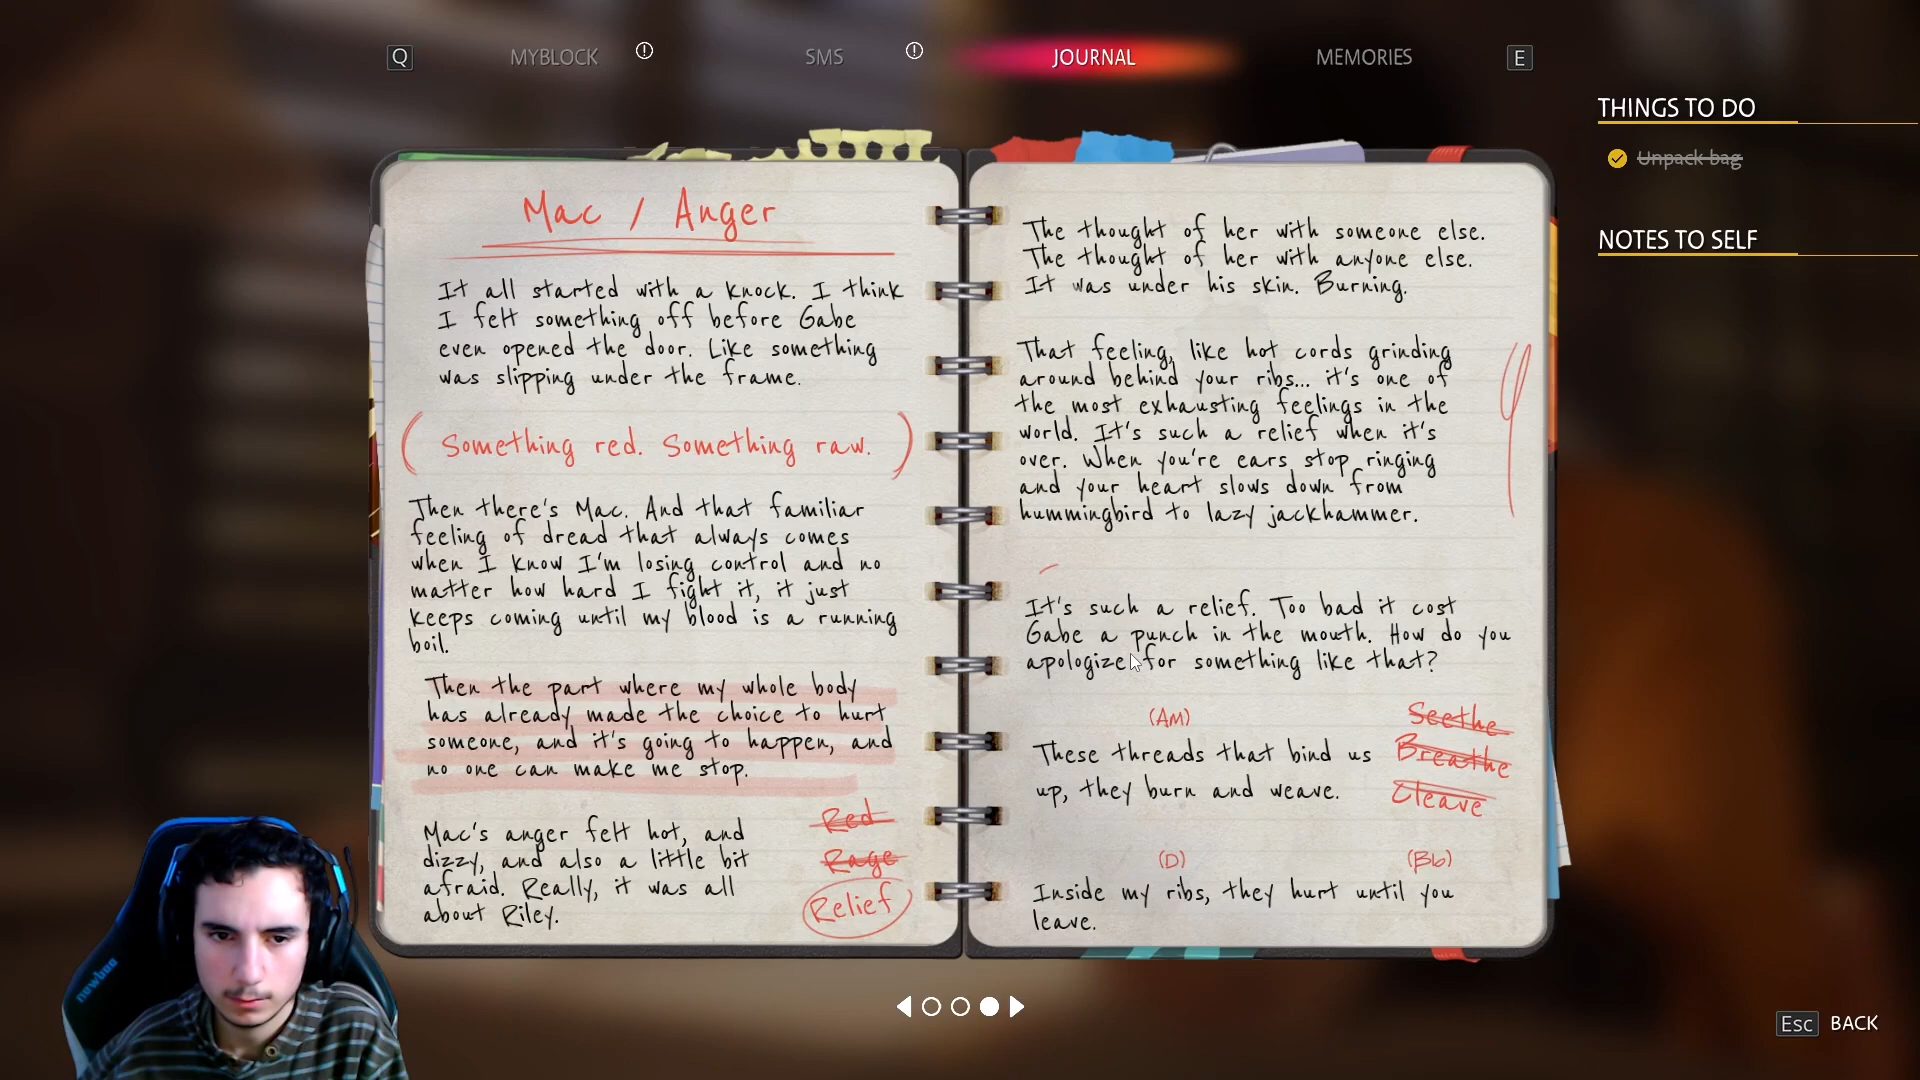 Q
MYBLOCK
SMS
JOURNAL
MEMORIES
E
THINGS TO DO
Unpack bag
NOTES TO SELF
Mac / Anger
It all started with a knock. I think
I felt something off before Gabe
even opened the door. Like something
was slipping under the frame.
( Something red. Something raw. )
Then there's Mac. And that familiar
feeling of dread that always comes
when I know I'm losing control and no
matter how hard I fight it, it just
keeps coming until my blood is a running
boil.
Then the part where my whole body
has already made the choice to hurt
someone, and it's going to happen, and
no one can make me stop.
Mac's anger felt hot, and
dizzy, and also a little bit
afraid. Really, it was all
about Riley.
Red
Rage
Relief
The thought of her with someone else.
The thought of her with anyone else.
It was under his skin. Burning.
That feeling, like hot cords grinding
around behind your ribs... it's one of
the most exhausting feelings in the
world. It's such a relief when it's
over. When you're ears stop ringing
and your heart slows down from
hummingbird to lazy jackhammer.
It's such a relief. Too bad it cost
Gabe a punch in the mouth. How do you
apologize for something like that?
(Am)
These threads that bind us
up, they burn and weave.
Seethe
Breathe
Cleave
(D)
(Bb)
Inside my ribs, they hurt until you
leave.
newbao
Esc BACK